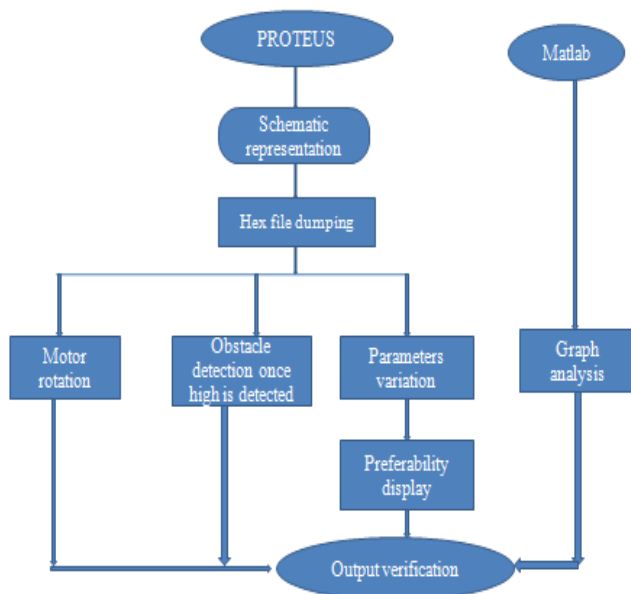 PROTEUS
Matlab
Schematic
representation
Hex file dumping
Motor
rotation
Obstacle
detection once
high is detected
Parameters
variation
Graph
analysis
Preferability
display
Output verification